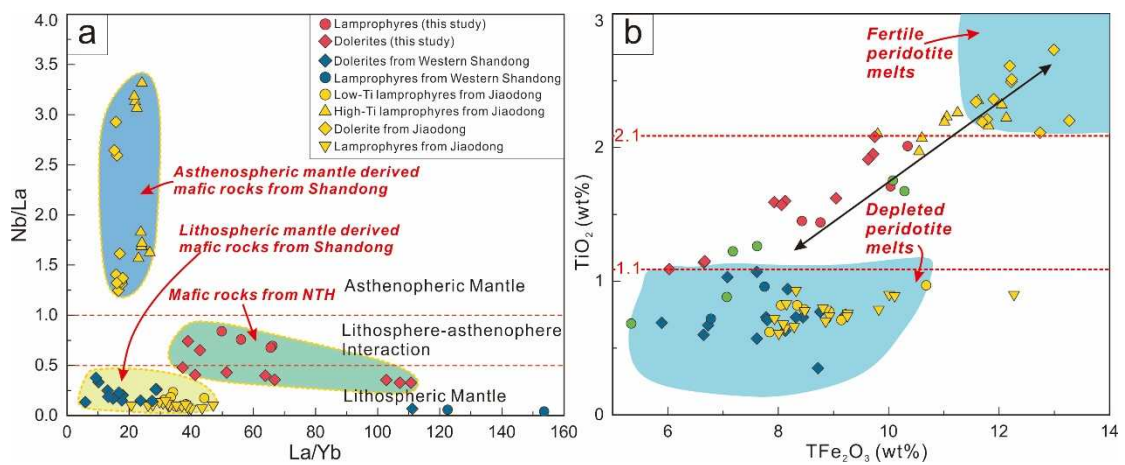 a
Lamprophyres (this study)
Dolerites (this study)
Dolerites from Western Shandong
Lamprophyres from Western Shandong
Low-Ti lamprophyres from Jiaodong
High-Ti lamprophyres from Jiaodong
Dolerite from Jiaodong
Lamprophyres from Jiaodong
Asthenospheric mantle derived
mafic rocks from Shandong
Lithospheric mantle derived
mafic rocks from Shandong
Mafic rocks from NTH
Asthenopheric Mantle
Lithosphere-asthenophere
Interaction
Lithospheric Mantle
4.0
3.5
3.0
2.5
2.0
1.5
1.0
0.5
0.0
Nb/La
0 20 40 60 80 100 120 140 160
La/Yb
b
Fertile
peridotite
melts
2.1
Depleted
peridotite
melts
1.1
3
2
1
0
TiO2 (wt%)
6 8 10 12 14
TFe2O3 (wt%)